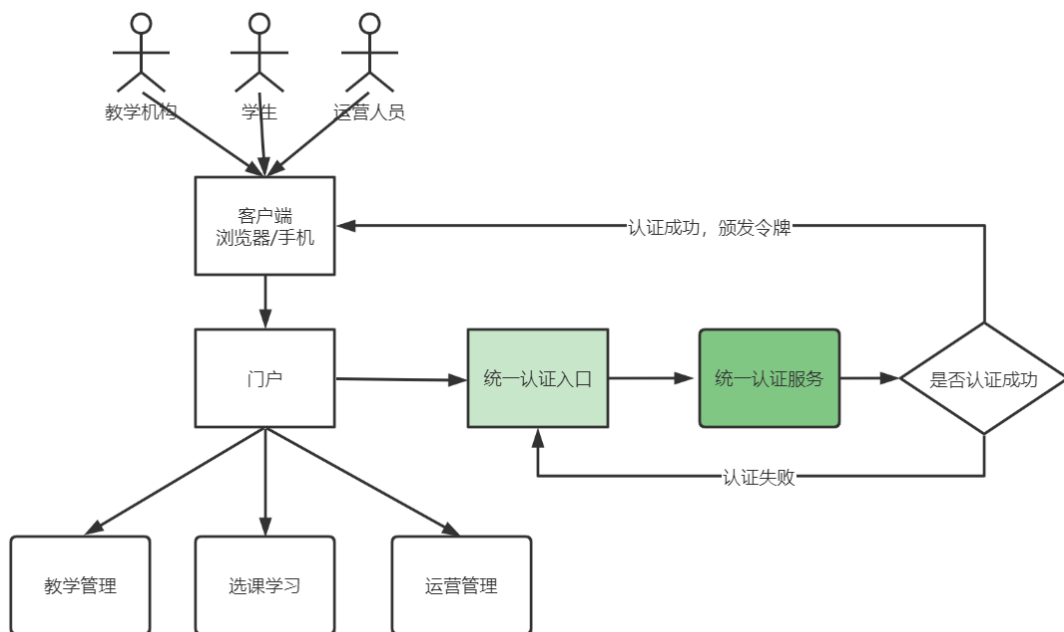 教学机构
学生
运营人员
客户端
浏览器/手机
认证成功，颁发令牌
门户
统一认证入口
统一认证服务
是否认证成功
认证失败
教学管理
选课学习
运营管理